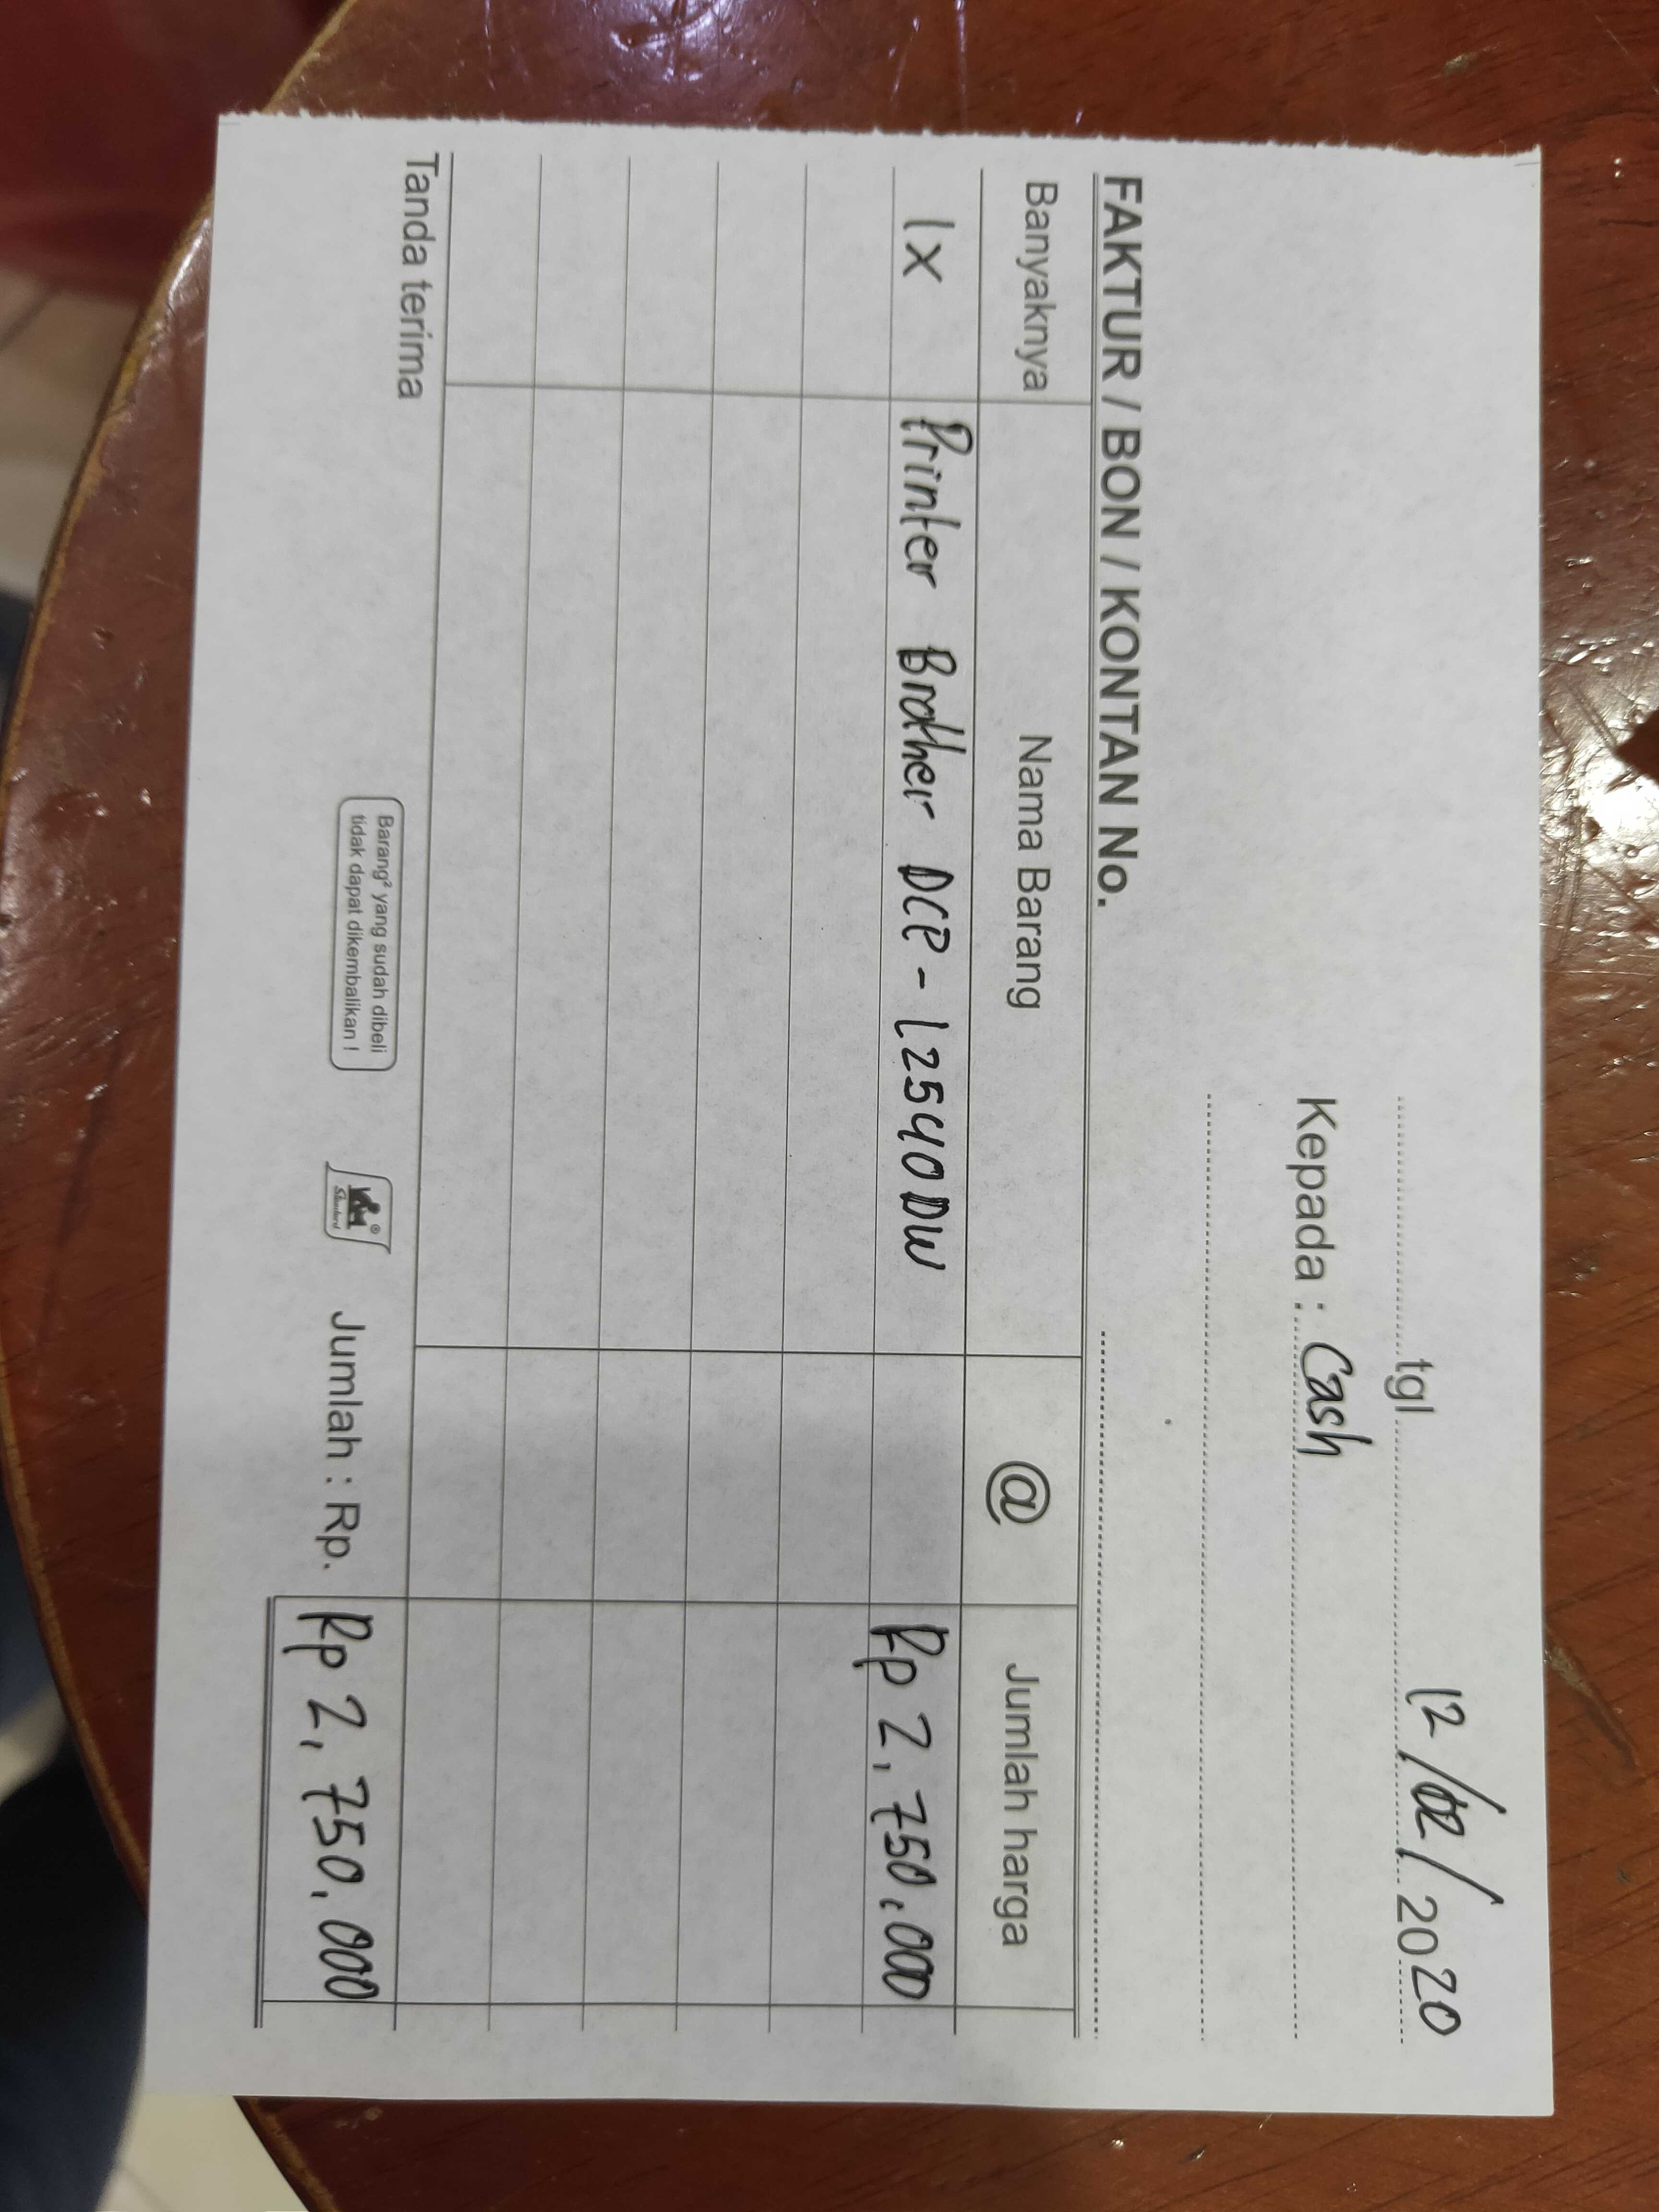 tgl 12/02/2020
Kepada : Cash
FAKTUR / BON / KONTAN No.
Banyaknya Nama Barang @ Jumlah harga
1x Printer Brother DCP-L2540DW Rp 2,750,000
Tanda terima
Barang² yang sudah dibeli
tidak dapat dikembalikan !
® Standard
Jumlah : Rp. Rp 2,750,000